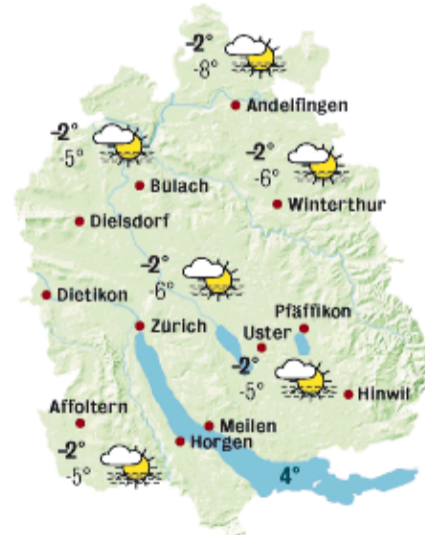 -2°
-8°
Andelfingen
-2°
-5°
Bülach
-2°
-6°
Winterthur
Dielsdorf
-2°
-6°
Dietikon
Zürich
Pfäffikon
Uster
-2°
-5°
Hinwil
Affoltern
-2°
-5°
Meilen
Horgen
4°